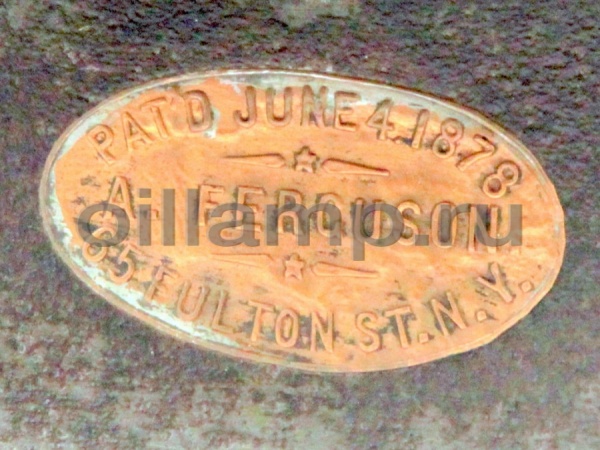 PAT'D JUNE 4. 1878
A. FERGUSON
65 FULTON ST. N.Y.
oillamp.ru